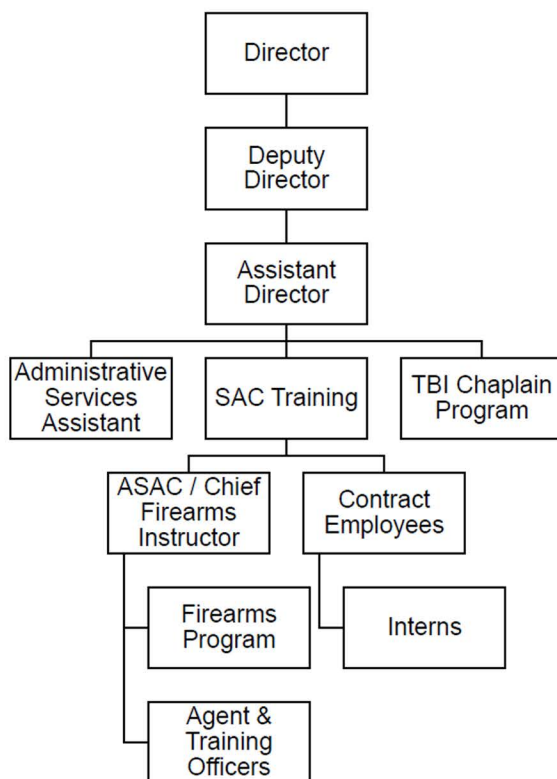 Director
Deputy
Director
Assistant
Director
Administrative
Services
Assistant
SAC Training
TBI Chaplain
Program
ASAC / Chief
Firearms
Instructor
Contract
Employees
Firearms
Program
Interns
Agent &
Training
Officers